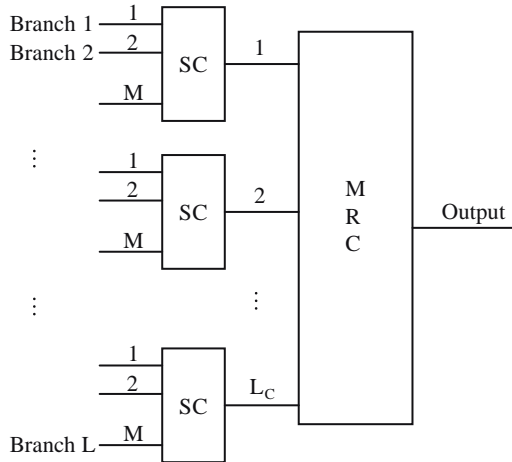 Branch 1 1
Branch 2 2
M
SC
1
⋮
1
2
M
SC
2
M
R
C
Output
⋮
⋮
1
2
Branch L M
SC
L_C